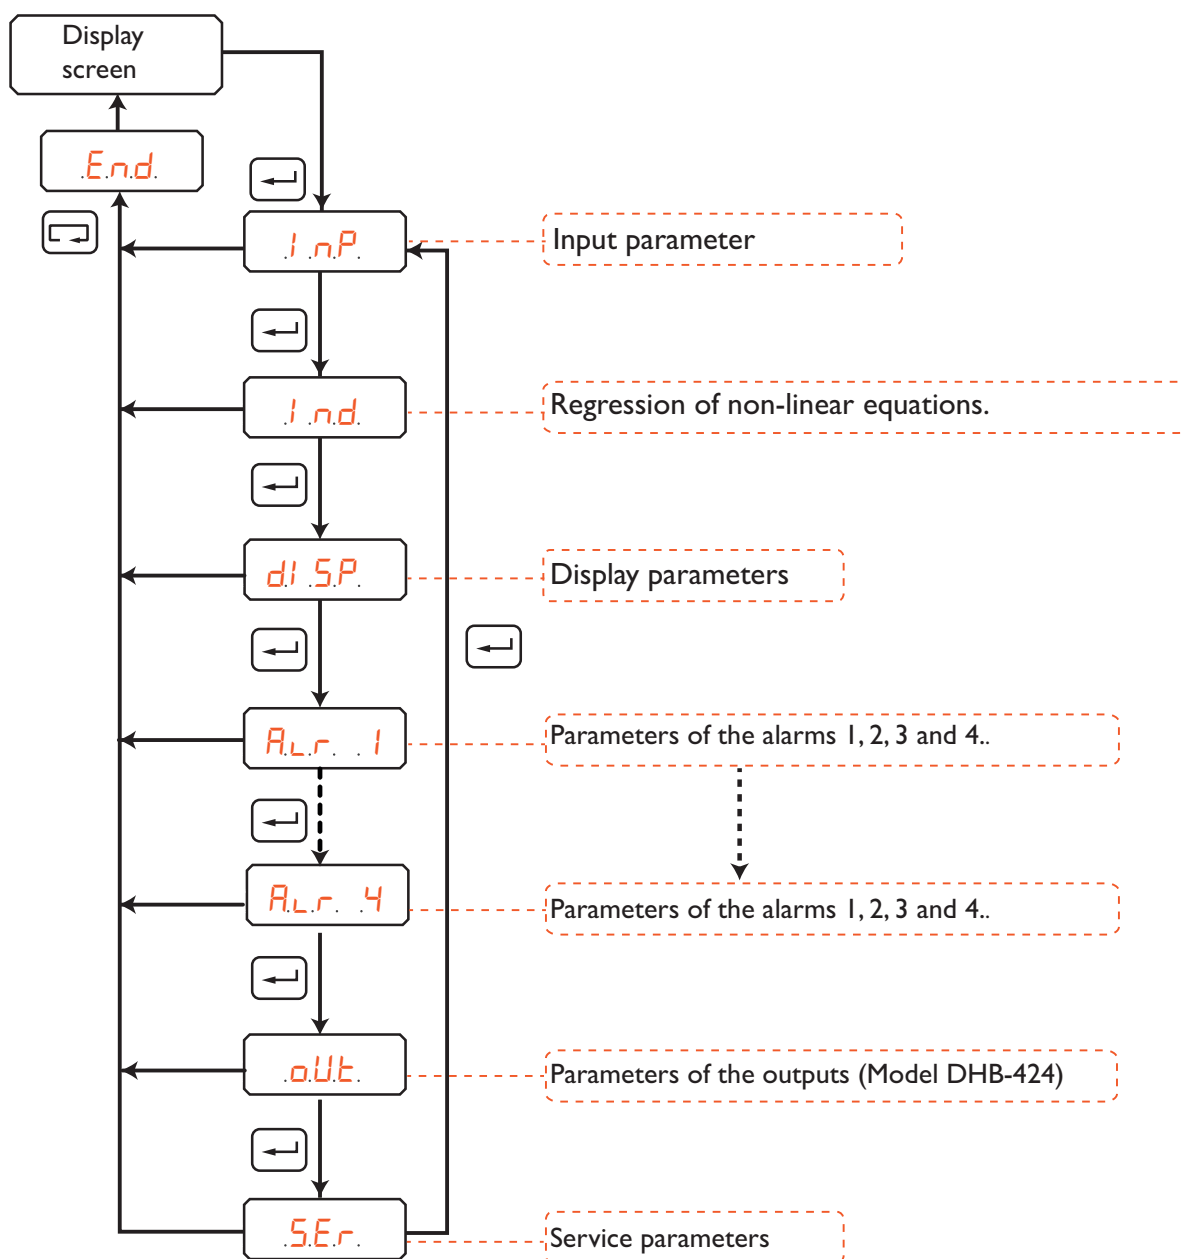 Display
screen
.E.n.d.
.I.n.P.
Input parameter
.I.n.d.
Regression of non-linear equations.
d.I.S.P.
Display parameters
A.L.r. .1
Parameters of the alarms 1, 2, 3 and 4..
A.L.r. .4
Parameters of the alarms 1, 2, 3 and 4..
.o.U.t.
Parameters of the outputs (Model DHB-424)
.S.E.r.
Service parameters